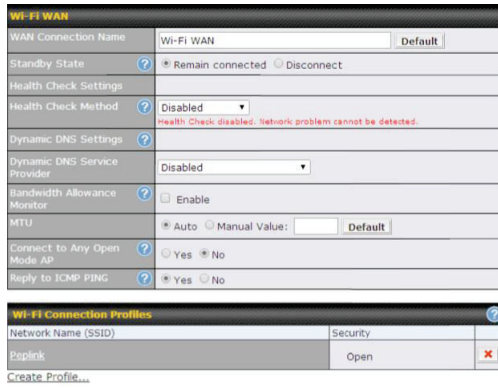 Wi-Fi WAN
WAN Connection Name Wi-Fi WAN Default
Standby State ? Remain connected Disconnect
Health Check Settings
Health Check Method ? Disabled
Health Check disabled. Network problem cannot be detected.
Dynamic DNS Settings ?
Dynamic DNS Service Provider Disabled
Bandwidth Allowance Monitor ? Enable
MTU Auto Manual Value: Default
Connect to Any Open Mode AP ? Yes No
Reply to ICMP PING ? Yes No
Wi-Fi Connection Profiles ?
Network Name (SSID) Security
Peplink Open
Create Profile...